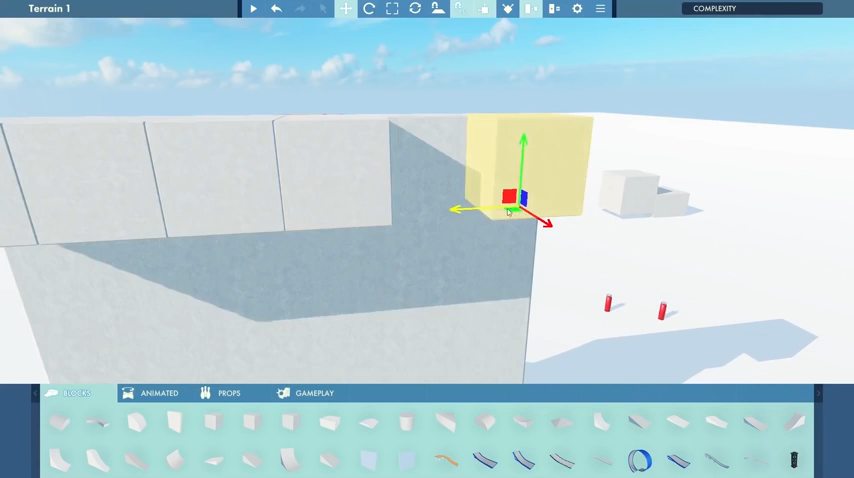 Terrain 1
COMPLEXITY
BLOCKS
ANIMATED
PROPS
GAMEPLAY